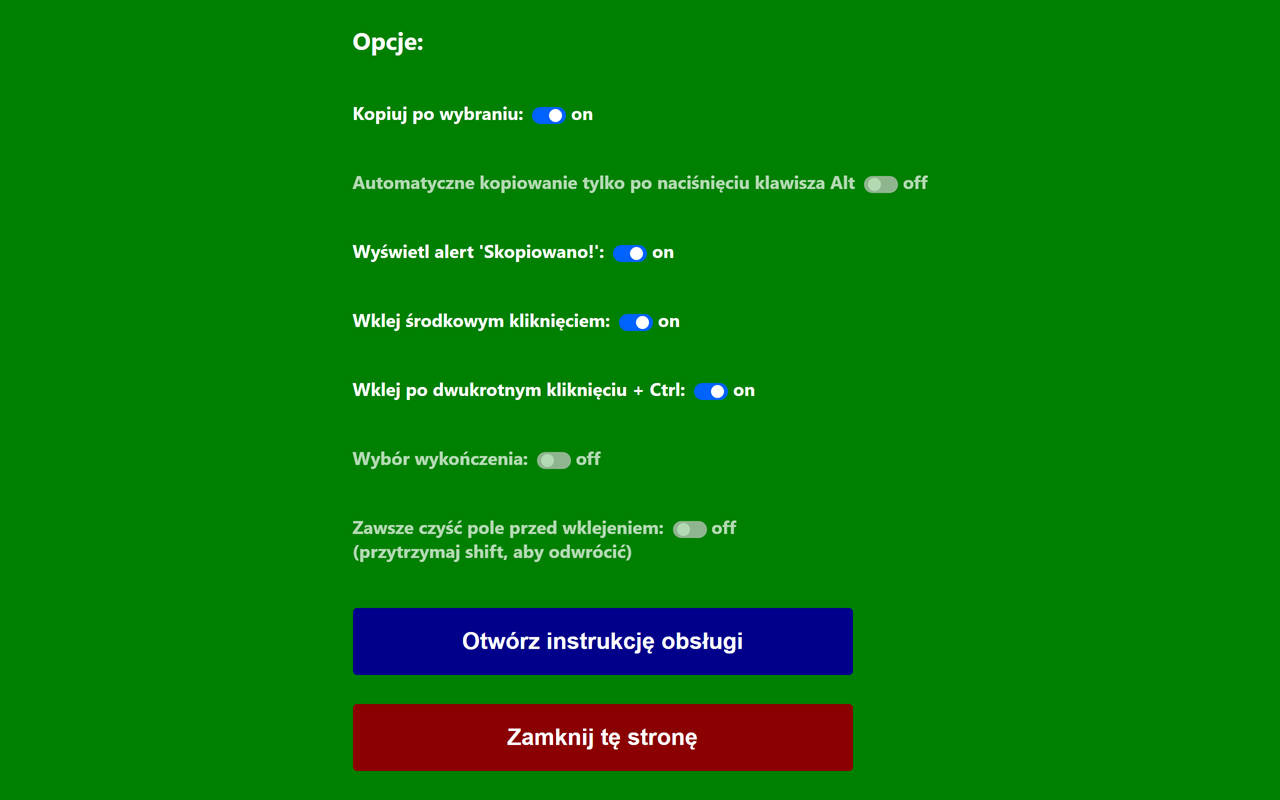 Opcje:
Kopiuj po wybraniu: on
Automatyczne kopiowanie tylko po naciśnięciu klawisza Alt off
Wyświetl alert 'Skopiowano!': on
Wklej środkowym kliknięciem: on
Wklej po dwukrotnym kliknięciu + Ctrl: on
Wybór wykończenia: off
Zawsze czyść pole przed wklejeniem: off
(przytrzymaj shift, aby odwrócić)
Otwórz instrukcję obsługi
Zamknij tę stronę